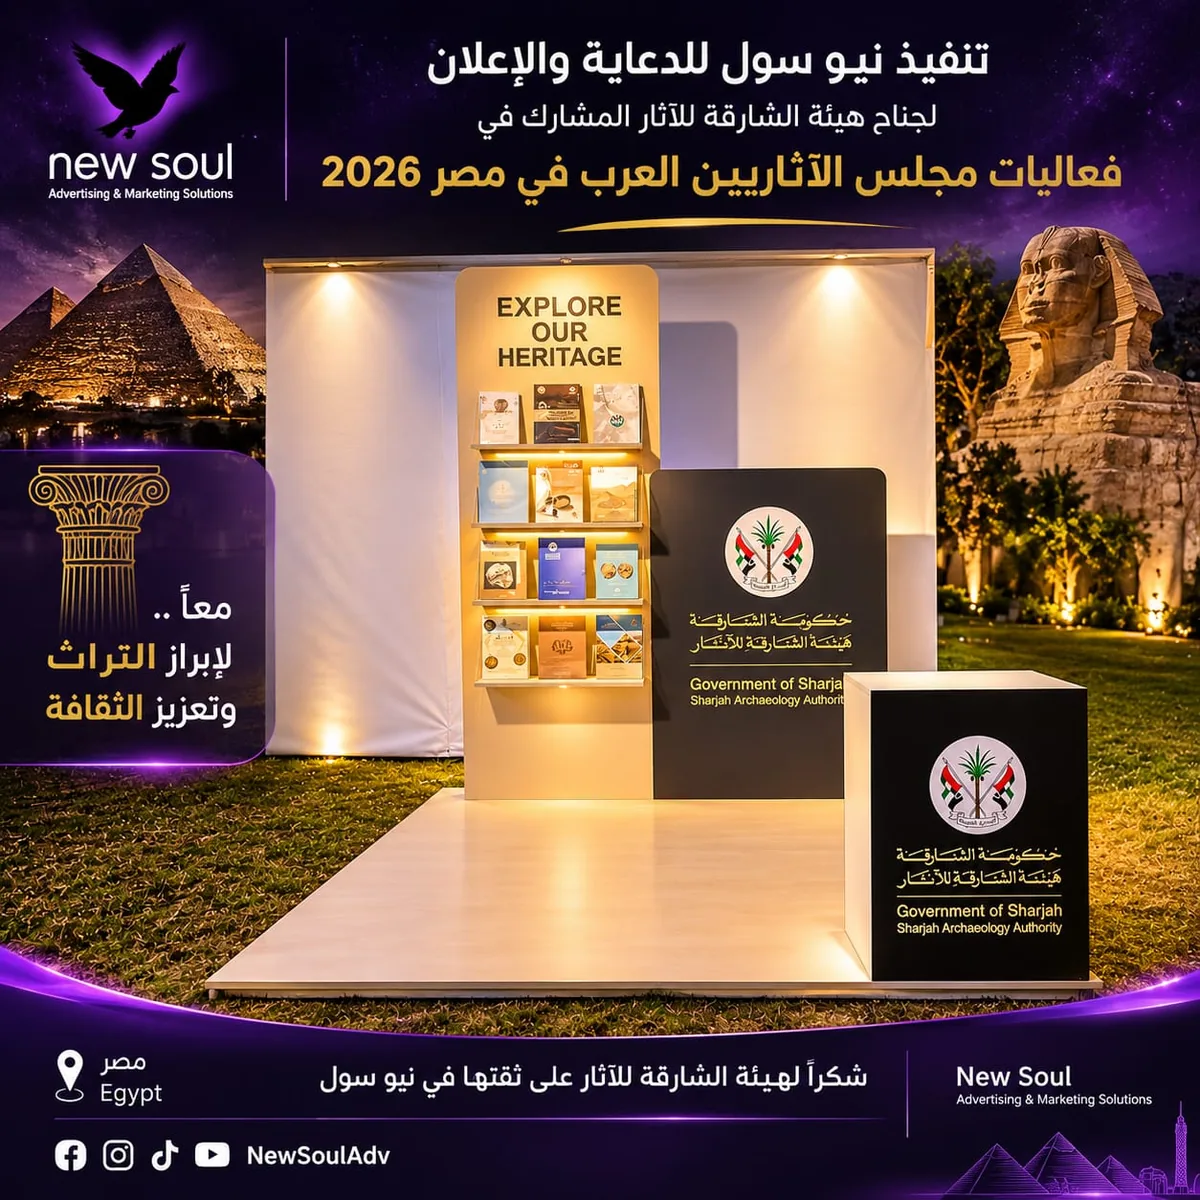 new soul
Advertising & Marketing Solutions
تنفيذ نيو سول للدعاية والإعلان
لجناح هيئة الشارقة للآثار المشارك في
فعاليات مجلس الآثاريين العرب في مصر 2026
EXPLORE
OUR
HERITAGE
معاً ..
لإبراز التراث
وتعزيز الثقافة
حكومة الشارقة
هيئة الشارقة للآثار
Government of Sharja
Sharjah Archaeology Authorit
حكومة الشارقة
هيئة الشارقة للآثار
Government of Sharjah
Sharjah Archaeology Authority
مصر
Egypt
شكراً لهيئة الشارقة للآثار على ثقتها في نيو سول
New Soul
Advertising & Marketing Solutions
NewSoulAdv